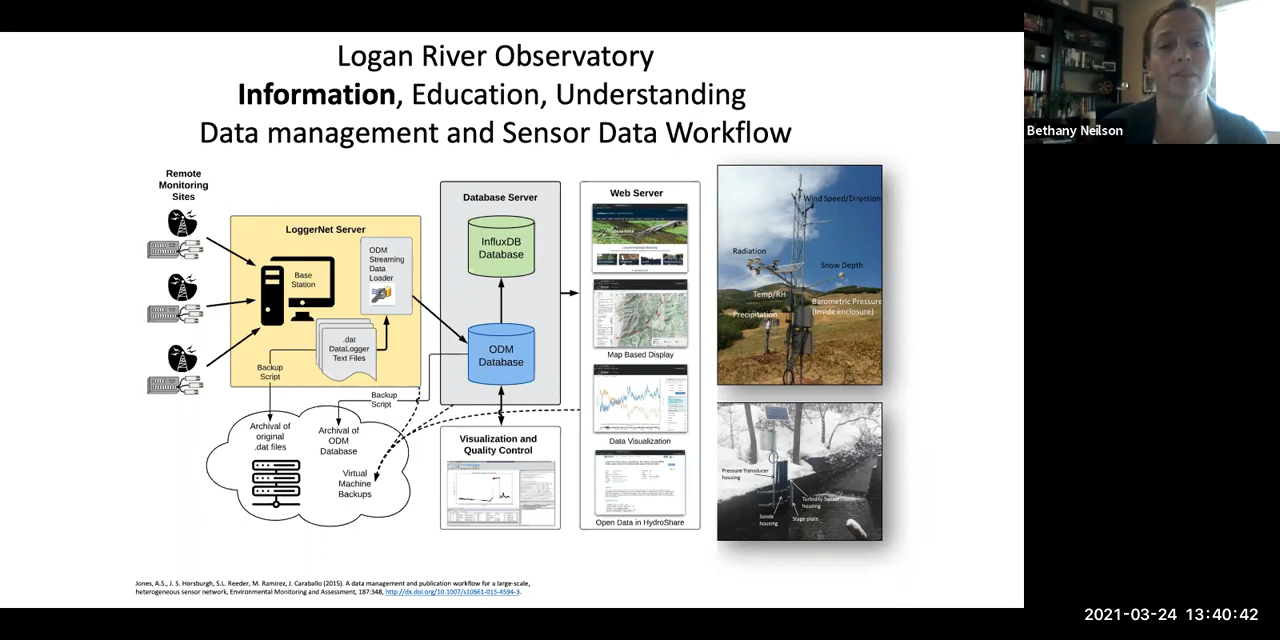 Logan River Observatory
Information, Education, Understanding
Data management and Sensor Data Workflow
Bethany Neilson
Remote
Monitoring
Sites
LoggerNet Server
Base
Station
ODM
Streaming
Data
Loader
.dat
DataLogger
Text Files
Backup
Script
Backup
Script
Archival of
original
.dat files
Archival of
ODM
Database
Virtual
Machine
Backups
Database Server
InfluxDB
Database
ODM
Database
Visualization and
Quality Control
Web Server
Map Based Display
Data Visualization
Open Data in HydroShare
Wind Speed/Direction
Radiation
Snow Depth
Temp/RH
Barometric Pressure
(inside enclosure)
Precipitation
Pressure Transducer
housing
Turbidity Sensor
housing
Sonde
housing
Stage plate
Jones, A.S., J. S. Horsburgh, S.L. Reeder, M. Ramirez, J. Caraballo (2015). A data management and publication workflow for a large-scale,
heterogeneous sensor network, Environmental Monitoring and Assessment, 187:348, http://dx.doi.org/10.1007/s10661-015-4594-3.
2021-03-24 13:40:42